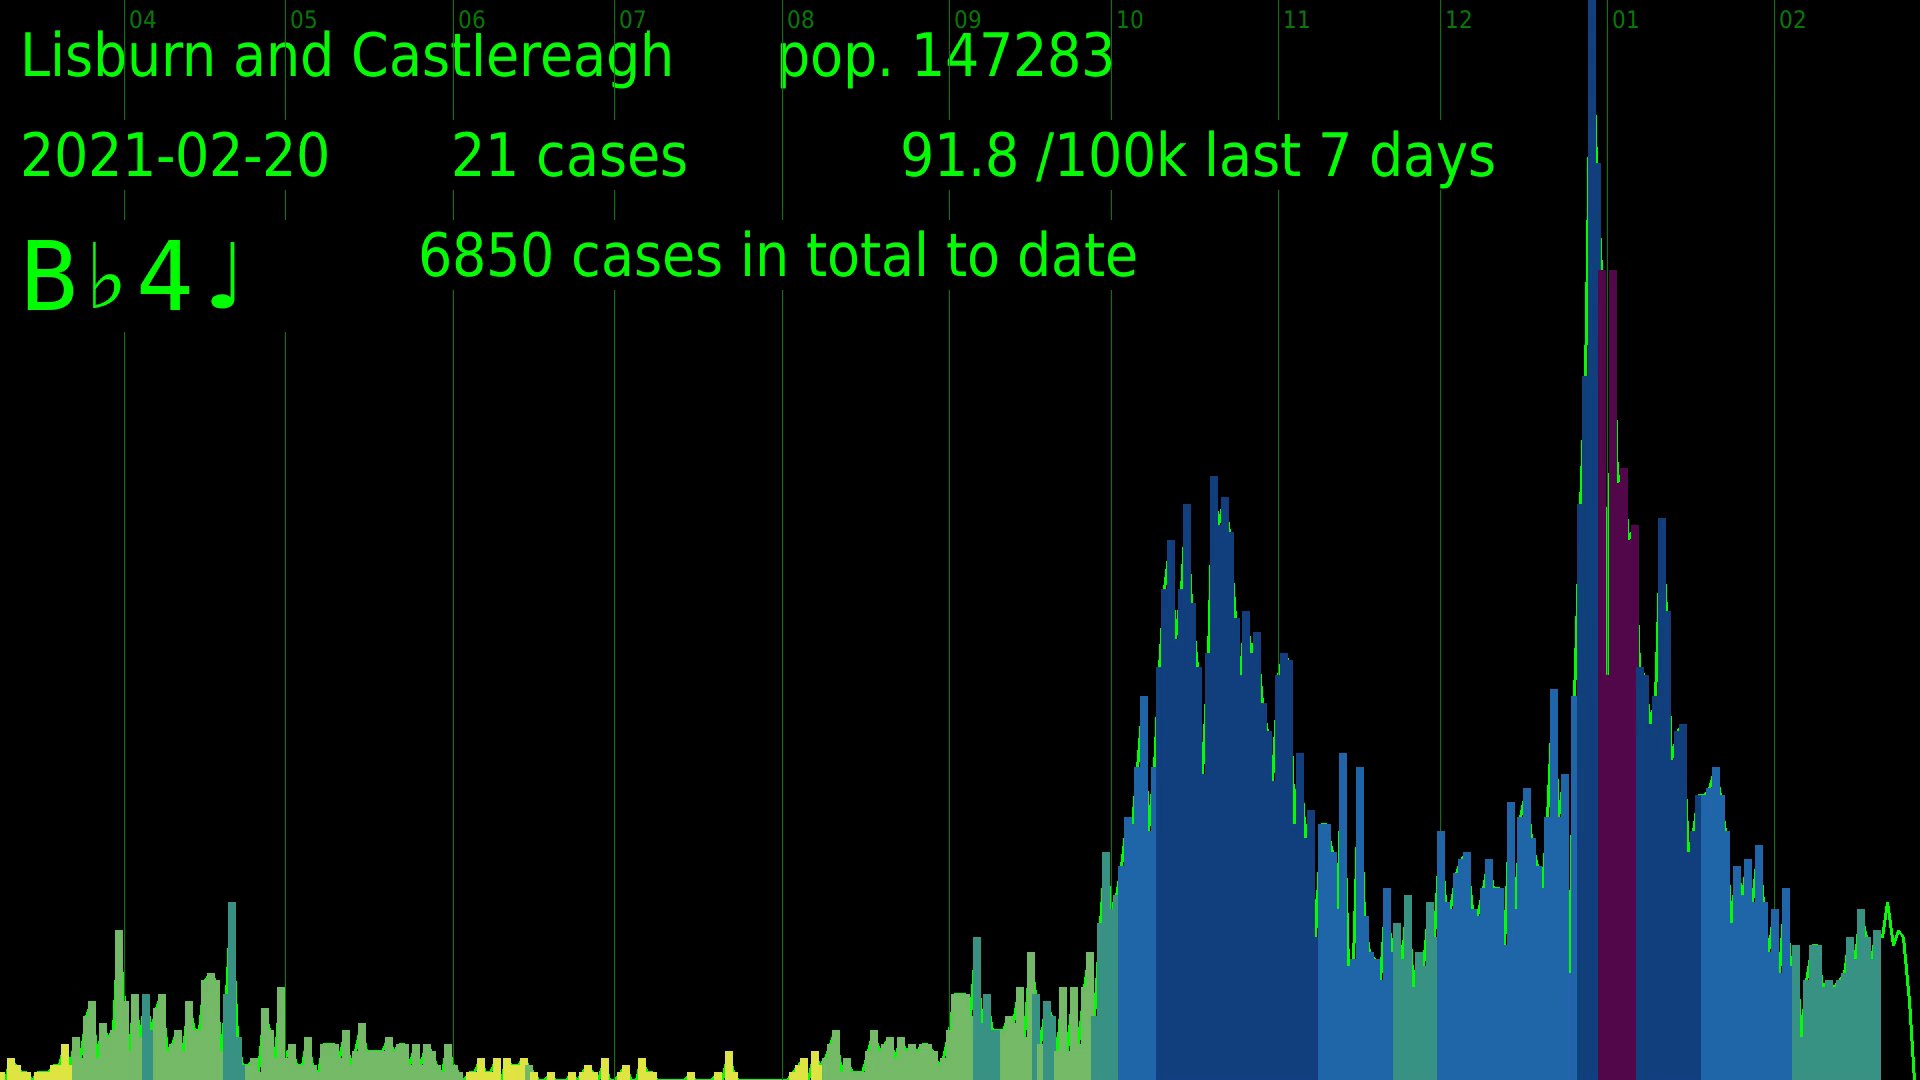 04 05 06 07 08 09 10 11 12 01 02
Lisburn and Castlereagh pop. 147283
2021-02-20 21 cases 91.8 /100k last 7 days
B♭4♩ 6850 cases in total to date